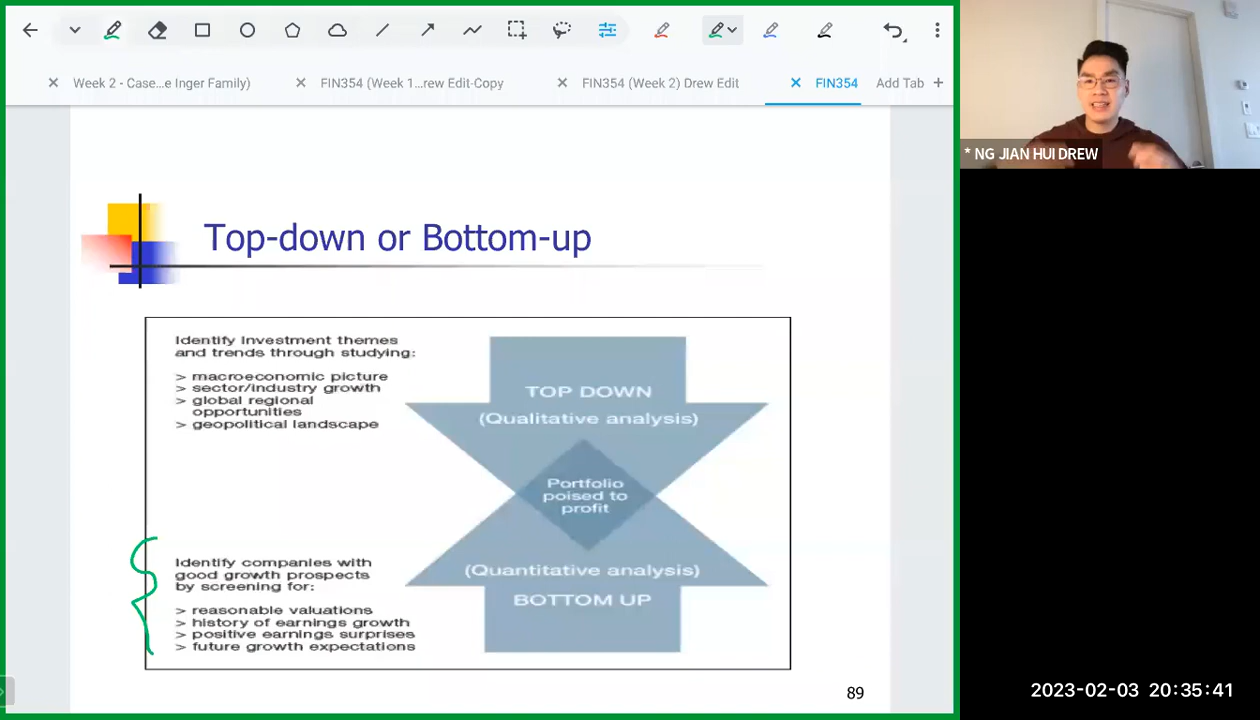 Week 2 - Case...e Inger Family)
FIN354 (Week 1...rew Edit-Copy
FIN354 (Week 2) Drew Edit
FIN354
Add Tab
* NG JIAN HUI DREW
Top-down or Bottom-up
Identify Investment themes
and trends through studying:
> macroeconomic picture
> sector/industry growth
> global regional
opportunities
> geopolitical landscape
TOP DOWN
(Qualitative analysis)
Portfolio
poised to
profit
Identify companies with
good growth prospects
by screening for:
> reasonable valuations
> history of earnings growth
> positive earnings surprises
> future growth expectations
(Quantitative analysis)
BOTTOM UP
89
2023-02-03 20:35:41